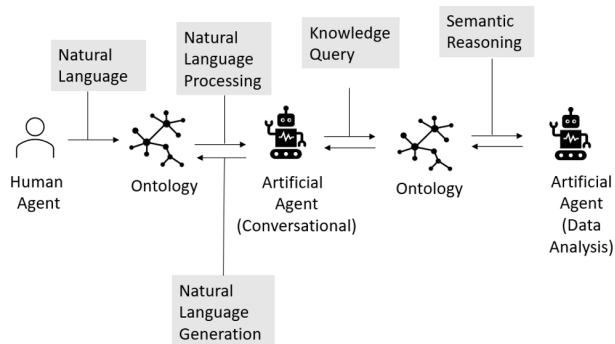 Natural
Language
Natural
Language
Processing
Knowledge
Query
Semantic
Reasoning
Human
Agent
Ontology
Artificial
Agent
(Conversational)
Ontology
Artificial
Agent
(Data
Analysis)
Natural
Language
Generation